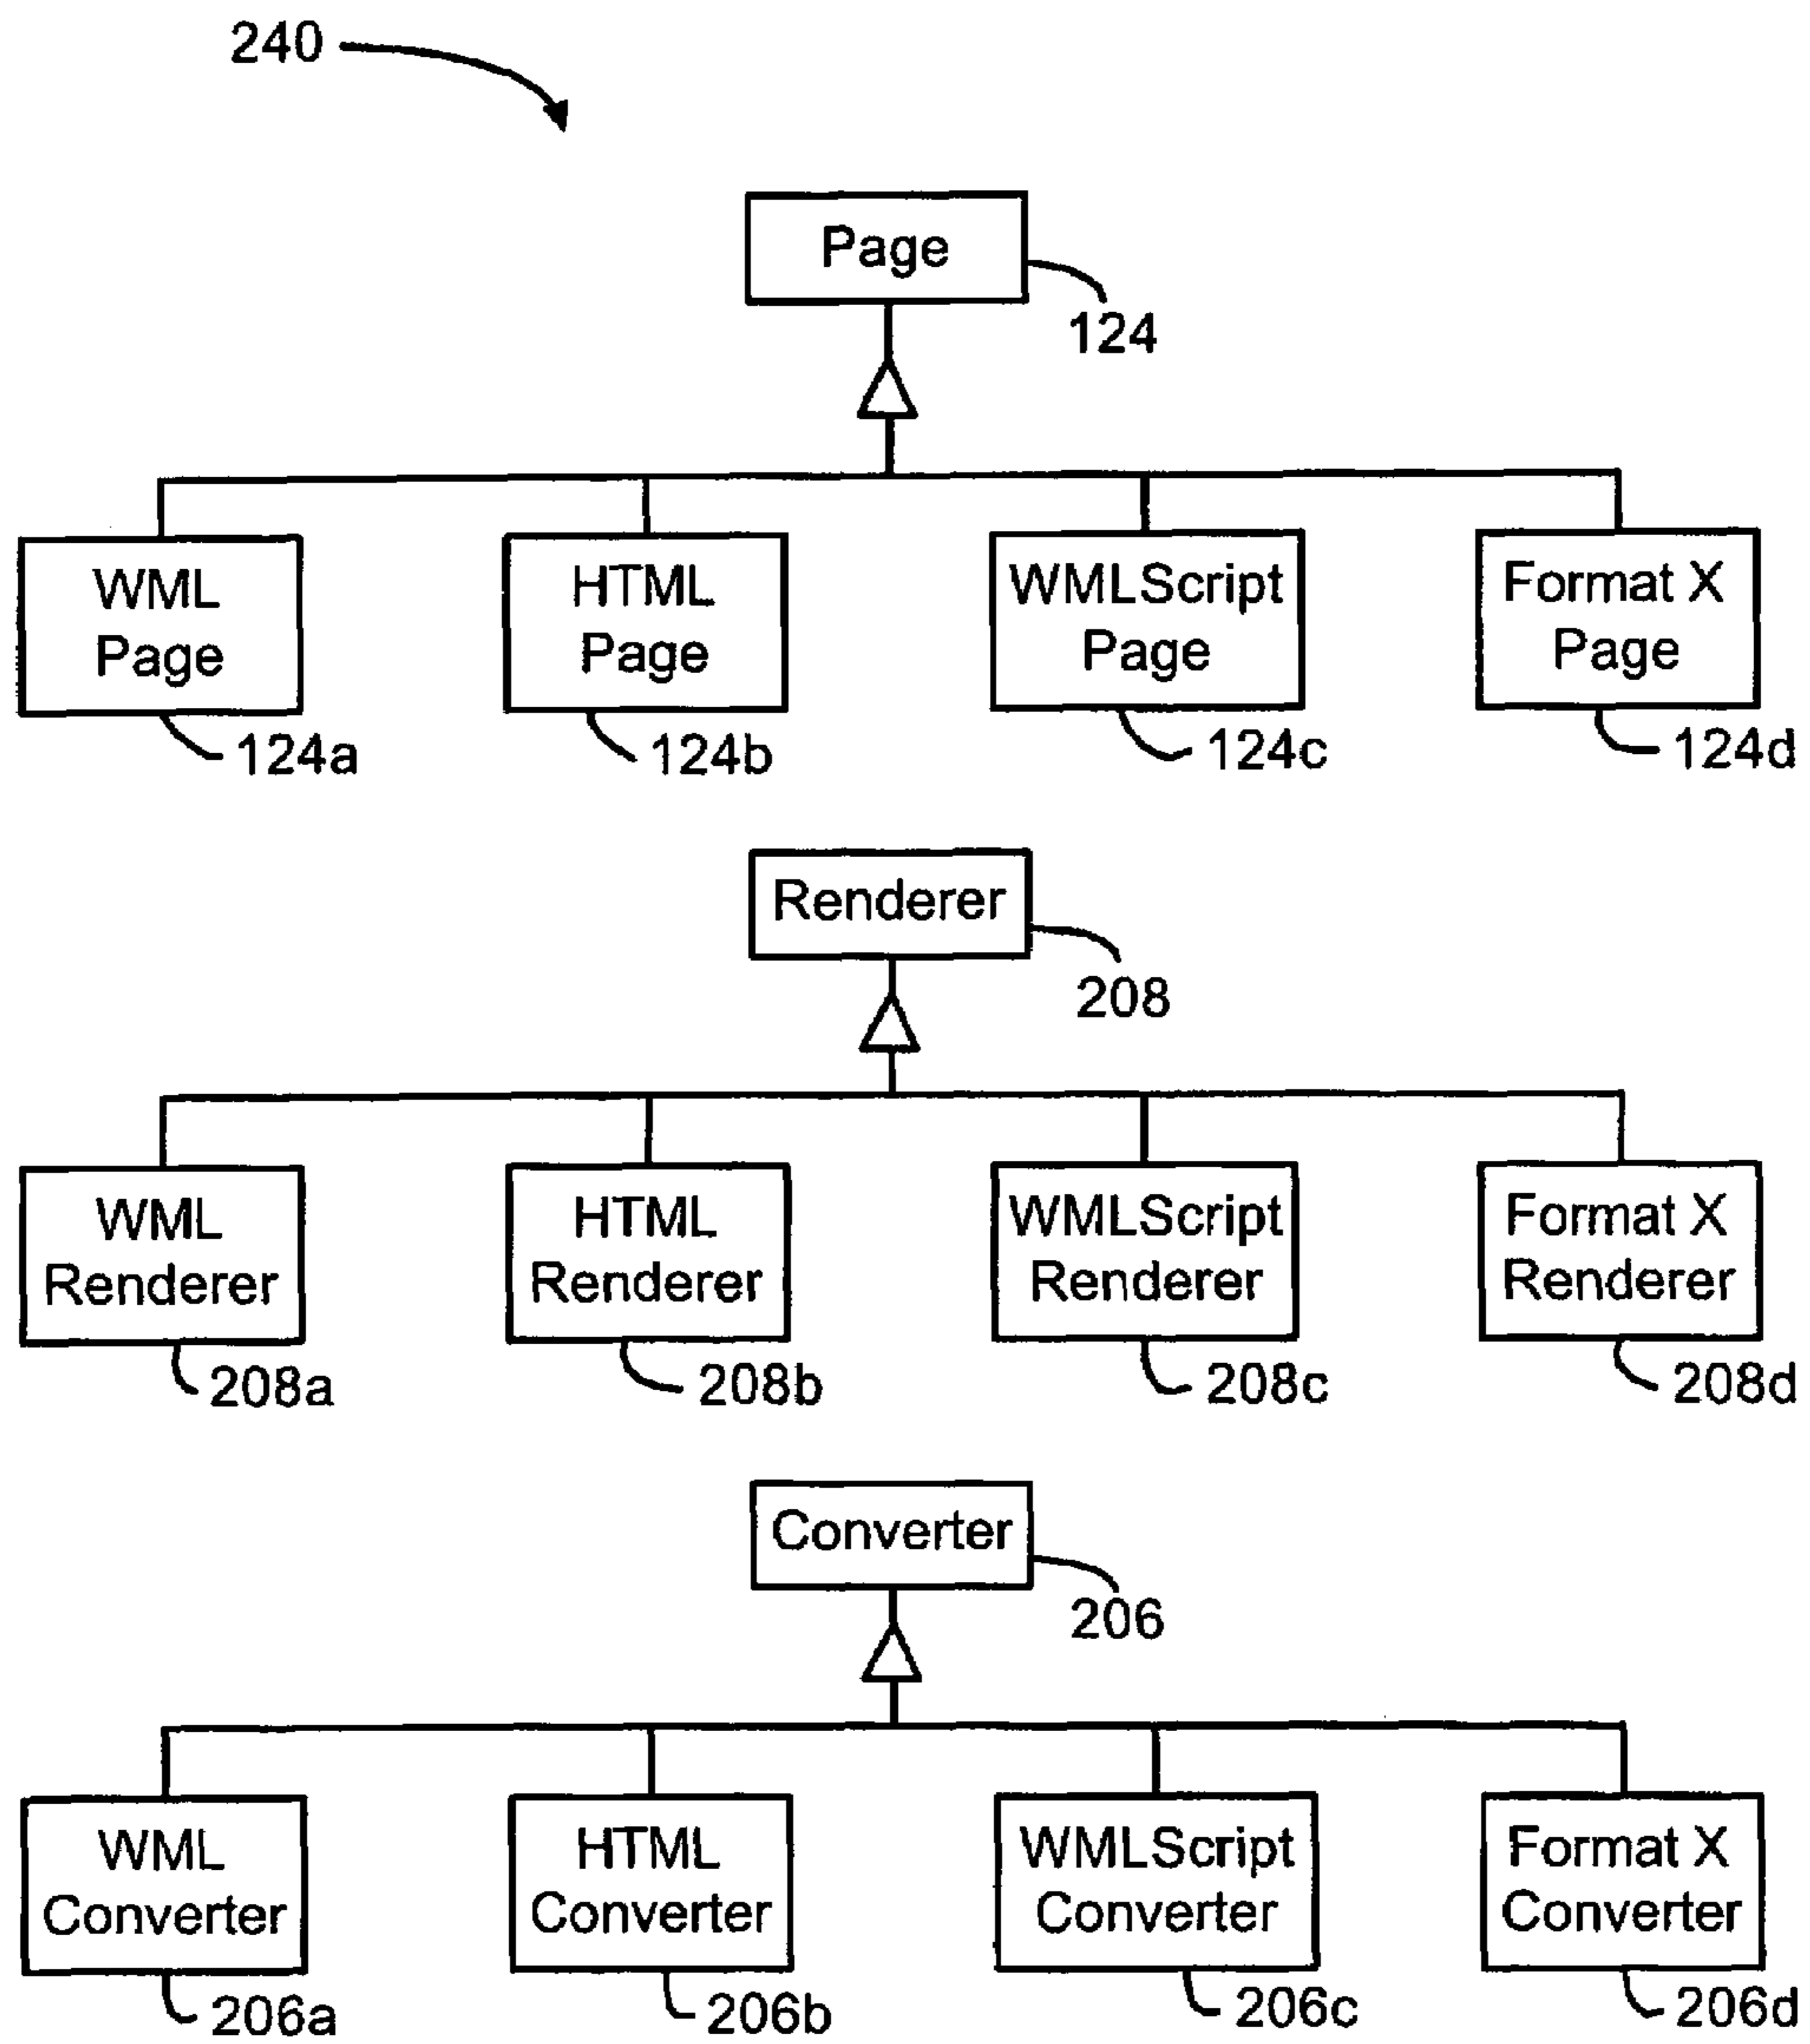 240
Page
124
WML
Page
HTML
Page
WMLScript
Page
Format X
Page
124a
124b
124c
124d
Renderer
208
WML
Renderer
HTML
Renderer
WMLScript
Renderer
Format X
Renderer
208a
208b
208c
208d
Converter
206
WML
Converter
HTML
Converter
WMLScript
Converter
Format X
Converter
206a
206b
206c
206d